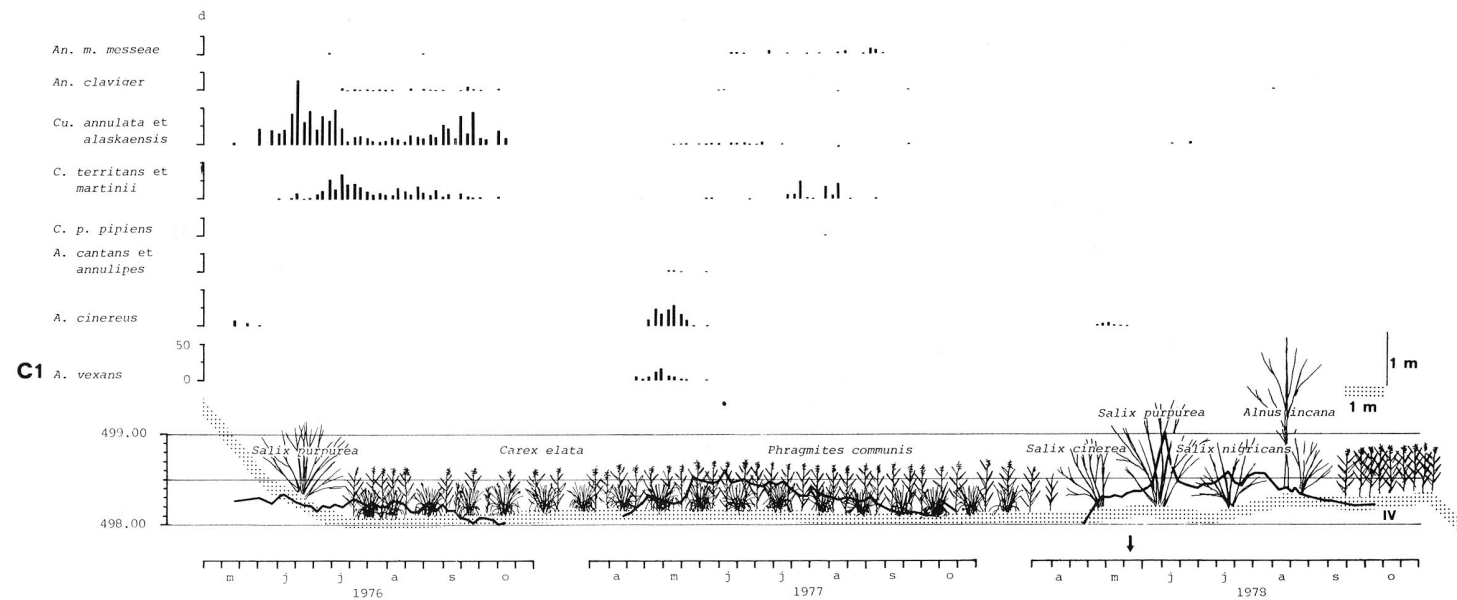 d
An. m. messeae
An. claviger
Cu. annulata et
alaskaensis
C. territans et
martinii
C. p. pipiens
A. cantans et
annulipes
A. cinereus
50
C1 A. vexans
0
1 m
1 m
Salix purpurea Alnus incana
499.00
Salix purpurea Carex elata Phragmites communis Salix cinerea Salix nigricans
498.00
IV
m j j a s o a m j j a s o a m j j a s o
1976 1977 1978